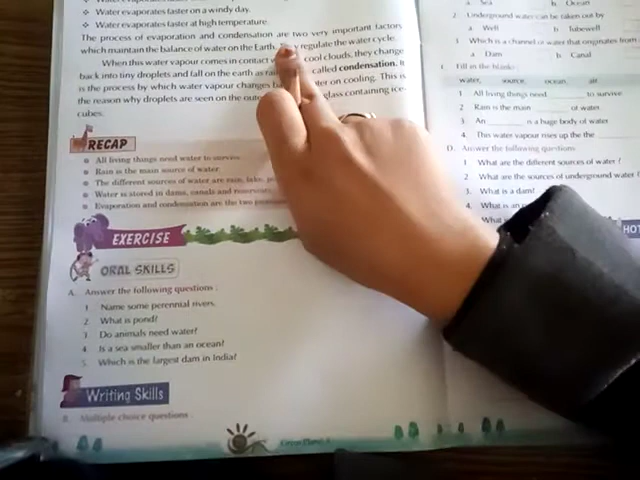 ❖ Water evaporates faster on a windy day.
❖ Water evaporates faster at high temperature.
The process of evaporation and condensation are two very important factors
which maintain the balance of water on the Earth. regulate the water cycle.
When this water vapour comes in contact cool clouds, they change
back into tiny droplets and fall on the earth as called condensation. It
is the process by which water vapour changes on cooling. This is
the reason why droplets are seen on the glass containing ice-
cubes.
RECAP
All living things need water to survive.
Rain is the main source of water.
The different sources of water are rain, lake,
Water is stored in dams, canals and reservoirs.
Evaporation and condensation are the two
EXERCISE
ORAL SKILLS
A. Answer the following questions :
1 Name some perennial rivers.
2 What is pond?
3 Do animals need water?
4 Is a sea smaller than an ocean?
5 Which is the largest dam in India?
Writing Skills
B. Multiple choice questions :
Green Planet
a Sea b Ocean
2 Underground water can be taken out by
a Well b Tubewell
3 Which is a channel or water that originates from
a Dam b Canal
Fill in the blanks
water, source, ocean, air
1 All living things need to survive.
2 Rain is the main of water.
3 An is a huge body of water
4. This water vapour rises up the the
D. Answer the following questions
1 What are the different sources of water ?
2. What are the sources of underground water ?
3. What is a dam?
4. What is an
What
HOT